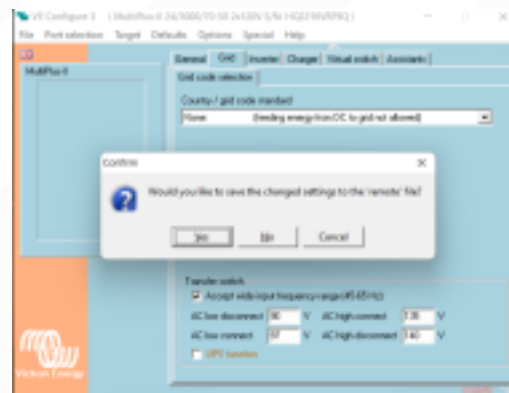 VE Configure 3
File Port selection Target Defaults Options Special Help
MultiPlus-II
General Grid Inverter Charger Virtual switch Assistants
Grid code selection
Country / grid code standard
None (feeding energy from DC to grid not allowed)
Confirm
Would you like to save the changed settings to the 'remote' file?
Yes No Cancel
Transfer switch
Accept wide input frequency range (45-65 Hz)
AC low disconnect 90 V AC high connect V
AC low connect 97 V AC high disconnect 140 V
UPS function
Victron Energy